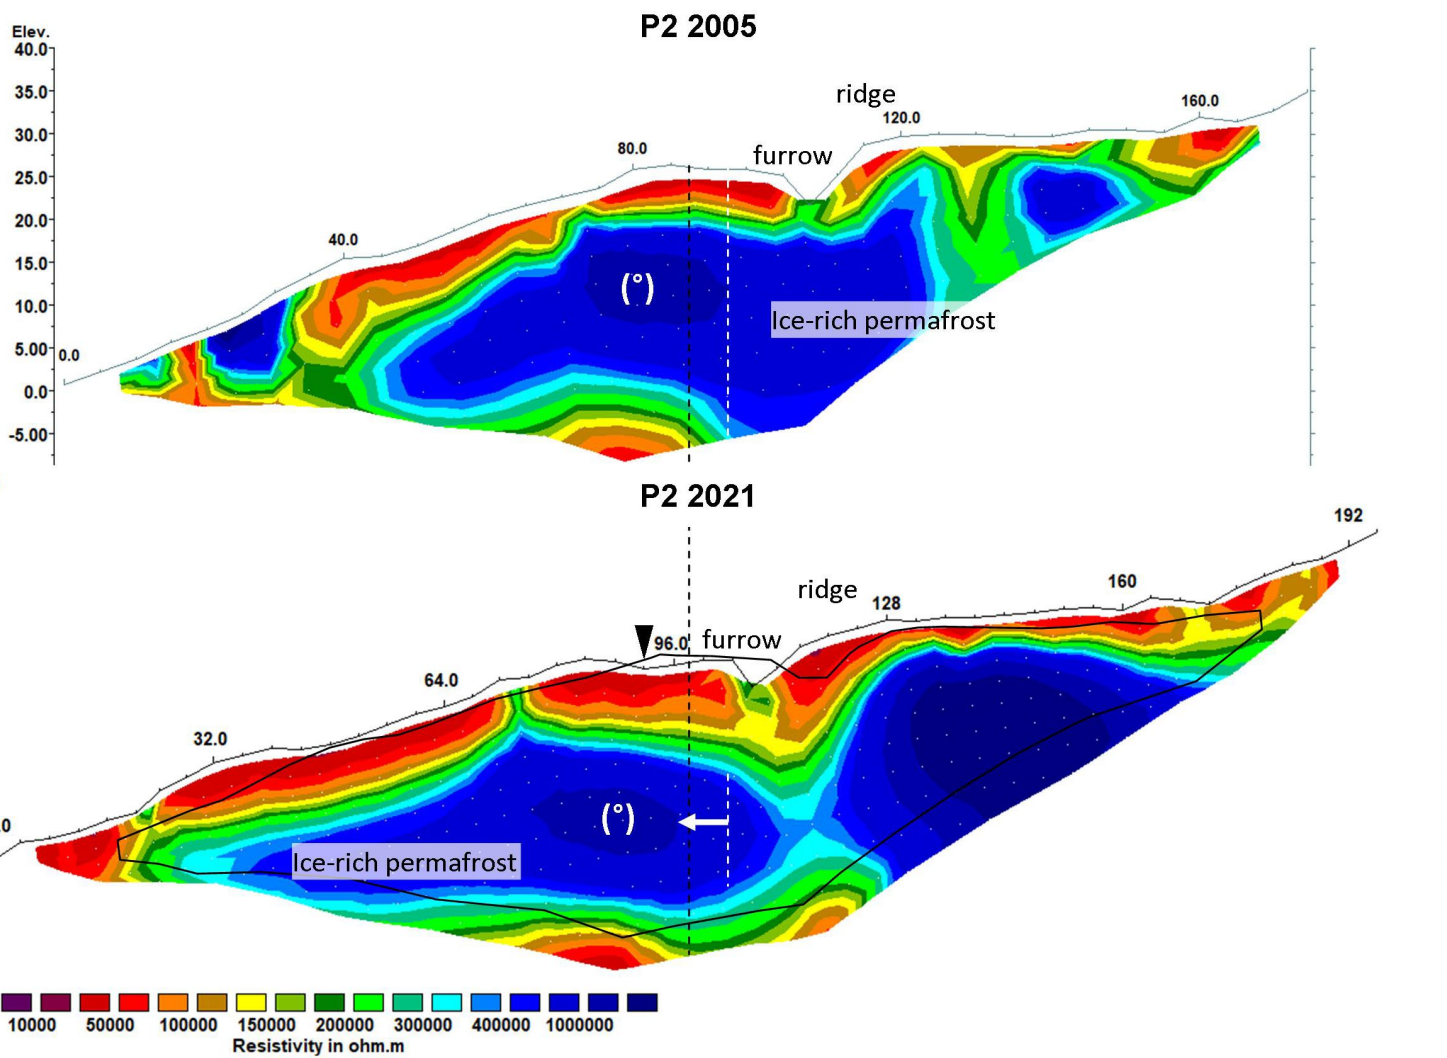 P2 2005
Elev.
40.0
35.0
30.0
25.0
20.0
15.0
10.0
5.00
0.0
-5.00
0.0
40.0
80.0
furrow
ridge
120.0
160.0
(°)
Ice-rich permafrost
P2 2021
.0
32.0
64.0
96.0
furrow
ridge
128
160
192
(°)
Ice-rich permafrost
10000 50000 100000 150000 200000 300000 400000 1000000
Resistivity in ohm.m